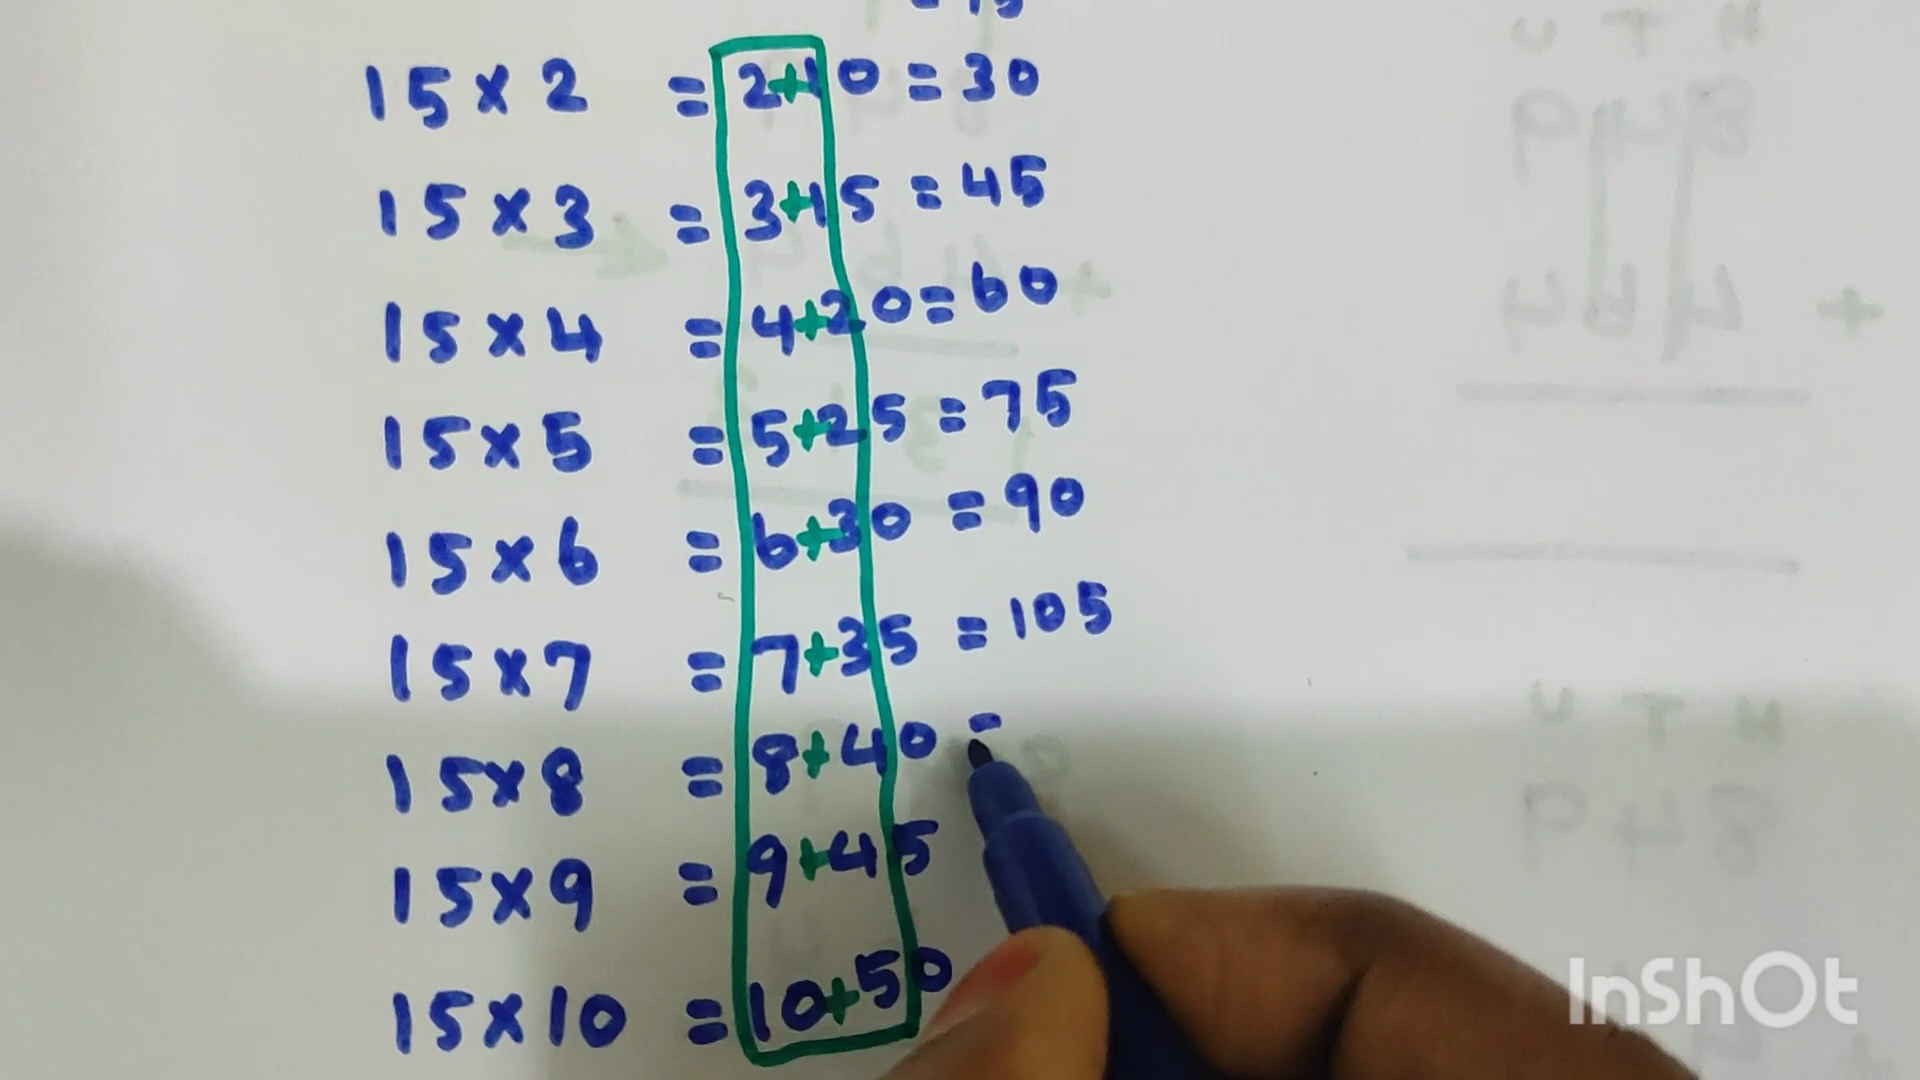 = 15
15 × 2 = 2+10 = 30
15 × 3 = 3+15 = 45
15 × 4 = 4+20 = 60
15 × 5 = 5+25 = 75
15 × 6 = 6+30 = 90
15 × 7 = 7+35 = 105
15 × 8 = 8+40 =
15 × 9 = 9+45
15 × 10 = 10+50
InShOt